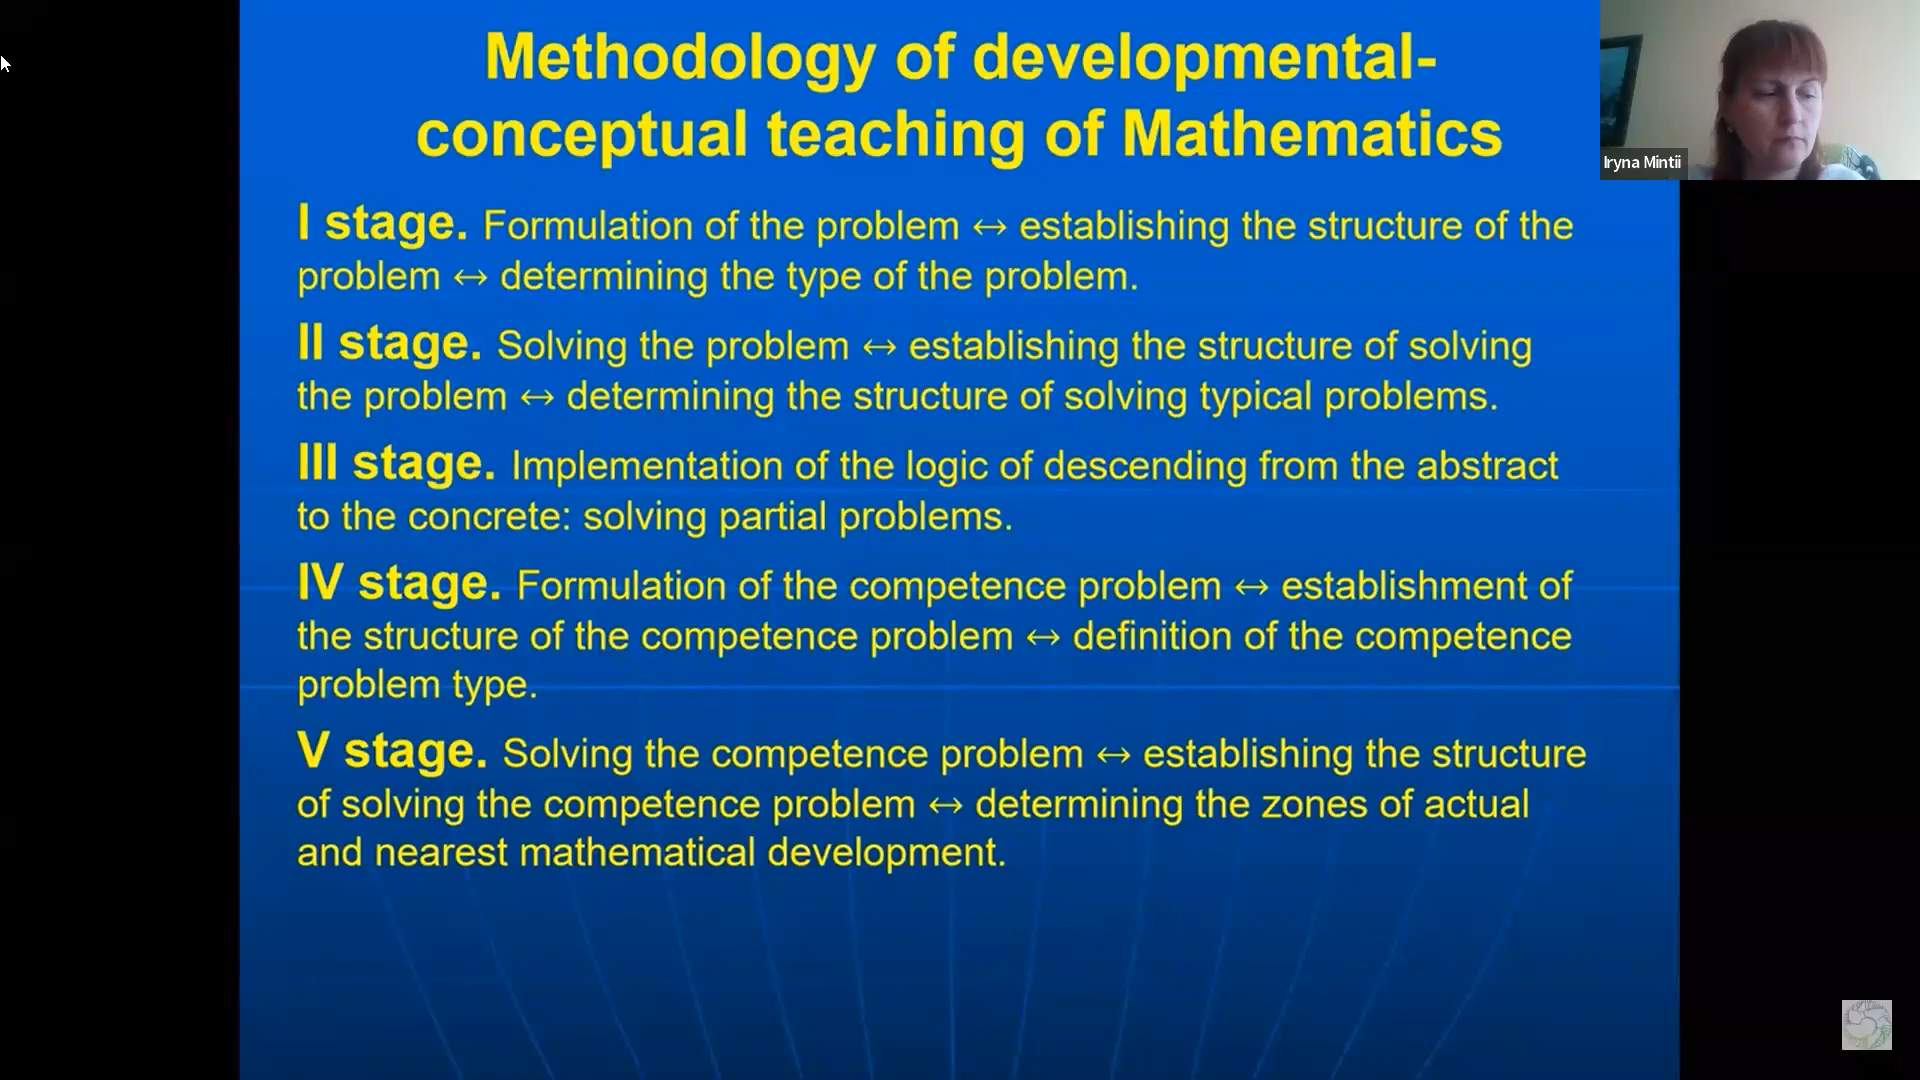 Methodology of developmental-
conceptual teaching of Mathematics
I stage. Formulation of the problem ↔ establishing the structure of the
problem ↔ determining the type of the problem.
II stage. Solving the problem ↔ establishing the structure of solving
the problem ↔ determining the structure of solving typical problems.
III stage. Implementation of the logic of descending from the abstract
to the concrete: solving partial problems.
IV stage. Formulation of the competence problem ↔ establishment of
the structure of the competence problem ↔ definition of the competence
problem type.
V stage. Solving the competence problem ↔ establishing the structure
of solving the competence problem ↔ determining the zones of actual
and nearest mathematical development.
Iryna Mintii